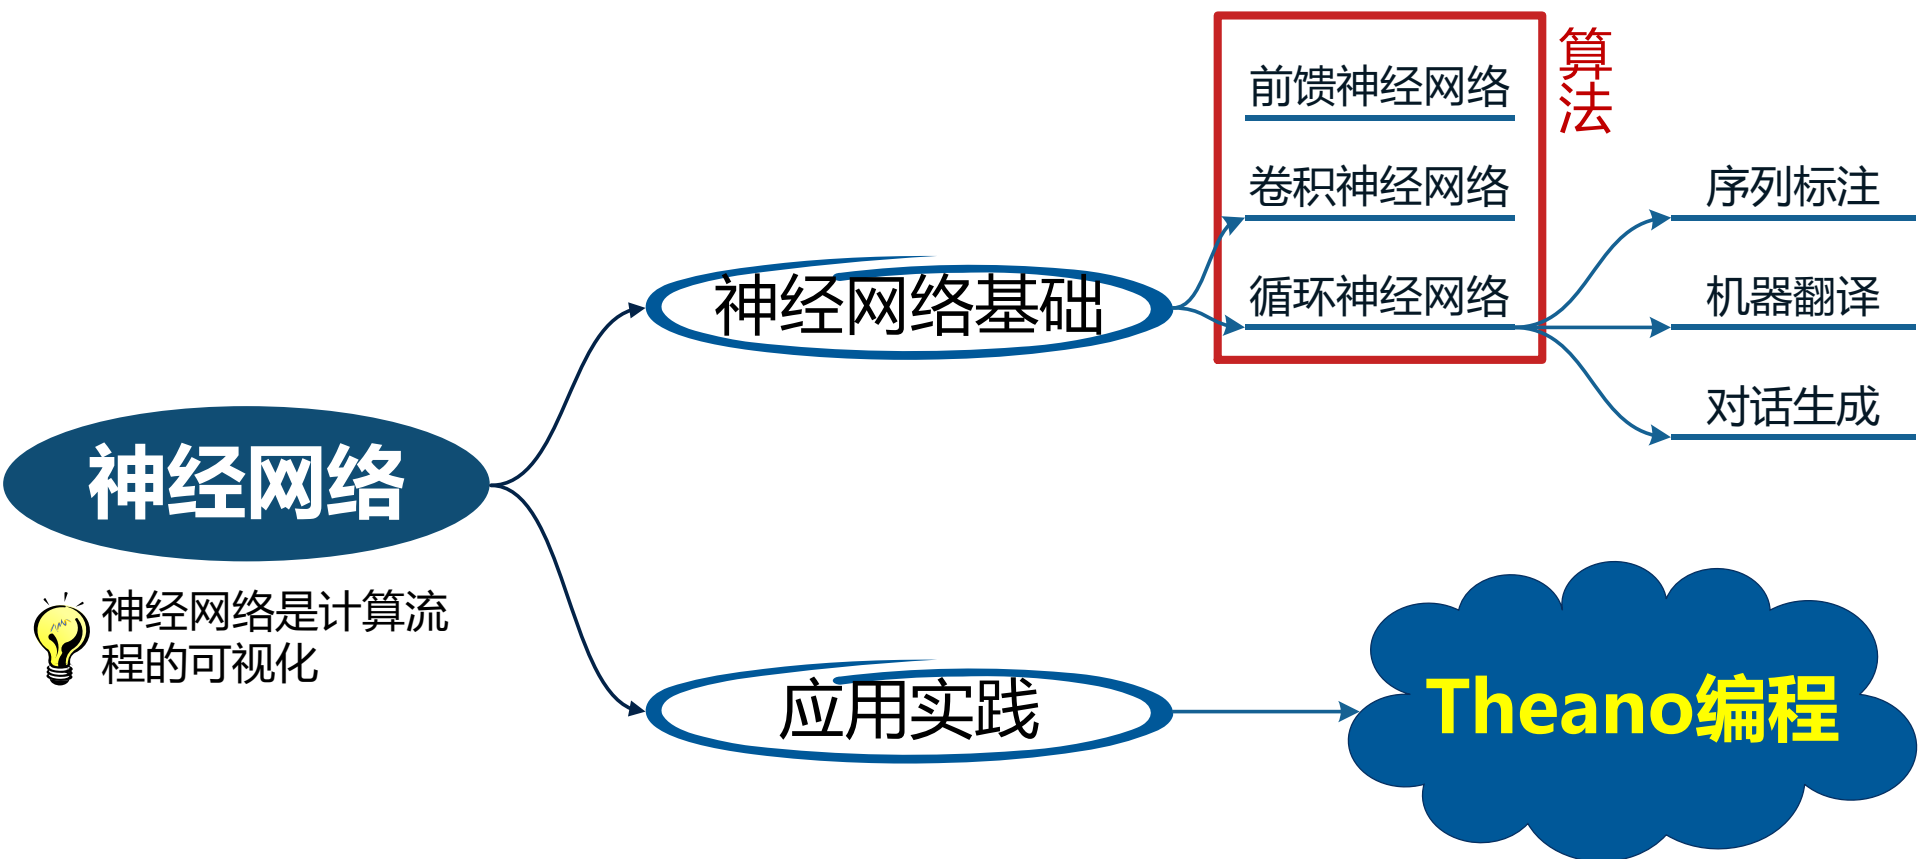 算
法
前馈神经网络
卷积神经网络
循环神经网络
序列标注
机器翻译
对话生成
神经网络基础
神经网络
神经网络是计算流
程的可视化
应用实践
Theano编程